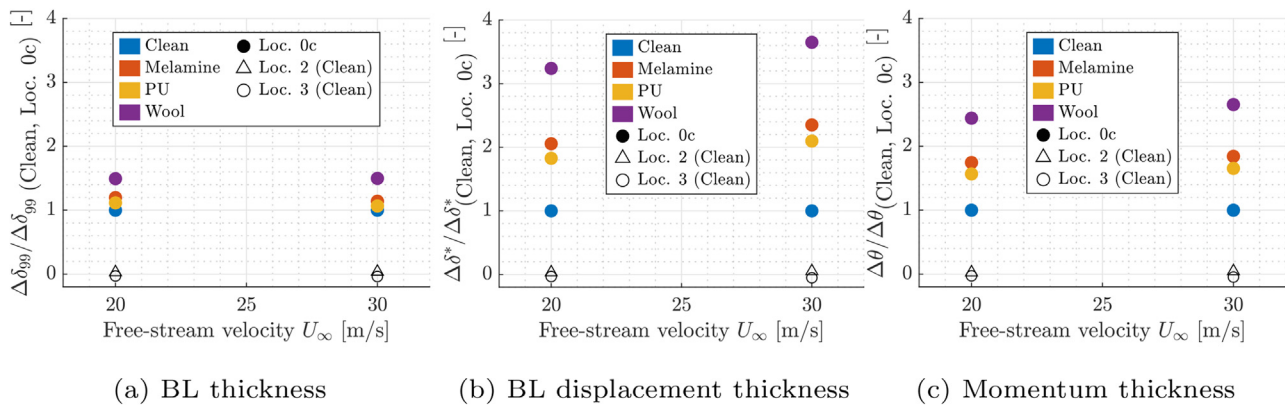 Δδ99/Δδ99 (Clean, Loc. 0c) [-]
4
3
2
1
0
Clean
Melamine
PU
Wool
Loc. 0c
Loc. 2 (Clean)
Loc. 3 (Clean)
20 25 30
Free-stream velocity U∞ [m/s]
(a) BL thickness
Δδ*/Δδ*(Clean, Loc. 0c) [-]
4
3
2
1
0
Clean
Melamine
PU
Wool
Loc. 0c
Loc. 2 (Clean)
Loc. 3 (Clean)
20 25 30
Free-stream velocity U∞ [m/s]
(b) BL displacement thickness
Δθ/Δθ(Clean, Loc. 0c) [-]
4
3
2
1
0
Clean
Melamine
PU
Wool
Loc. 0c
Loc. 2 (Clean)
Loc. 3 (Clean)
20 25 30
Free-stream velocity U∞ [m/s]
(c) Momentum thickness